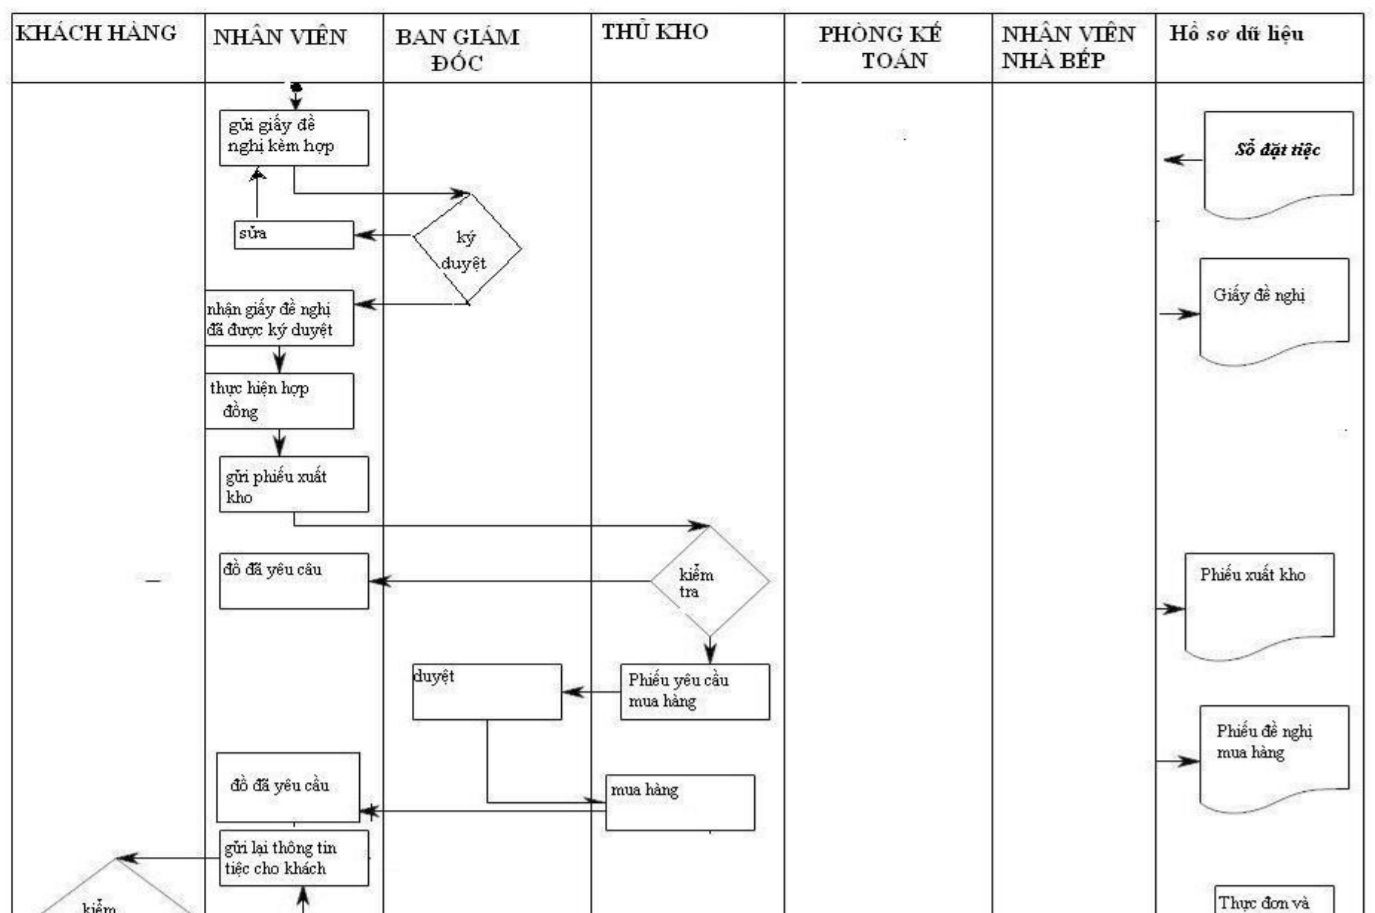 KHÁCH HÀNG
NHÂN VIÊN
BAN GIÁM
ĐỐC
THỦ KHO
PHÒNG KẾ
TOÁN
NHÂN VIÊN
NHÀ BẾP
Hồ sơ dữ liệu
gửi giấy đề
nghị kèm hợp
Sổ đặt tiệc
sửa
ký
duyệt
Giấy đề nghị
nhận giấy đề nghị
đã được ký duyệt
thực hiện hợp
đồng
gửi phiếu xuất
kho
đồ đã yêu câu
kiểm
tra
Phiếu xuất kho
duyệt
Phiếu yêu cầu
mua hàng
Phiếu đề nghị
mua hàng
đồ đã yêu cầu
mua hàng
gửi lại thông tin
tiệc cho khách
kiểm
Thực đơn và